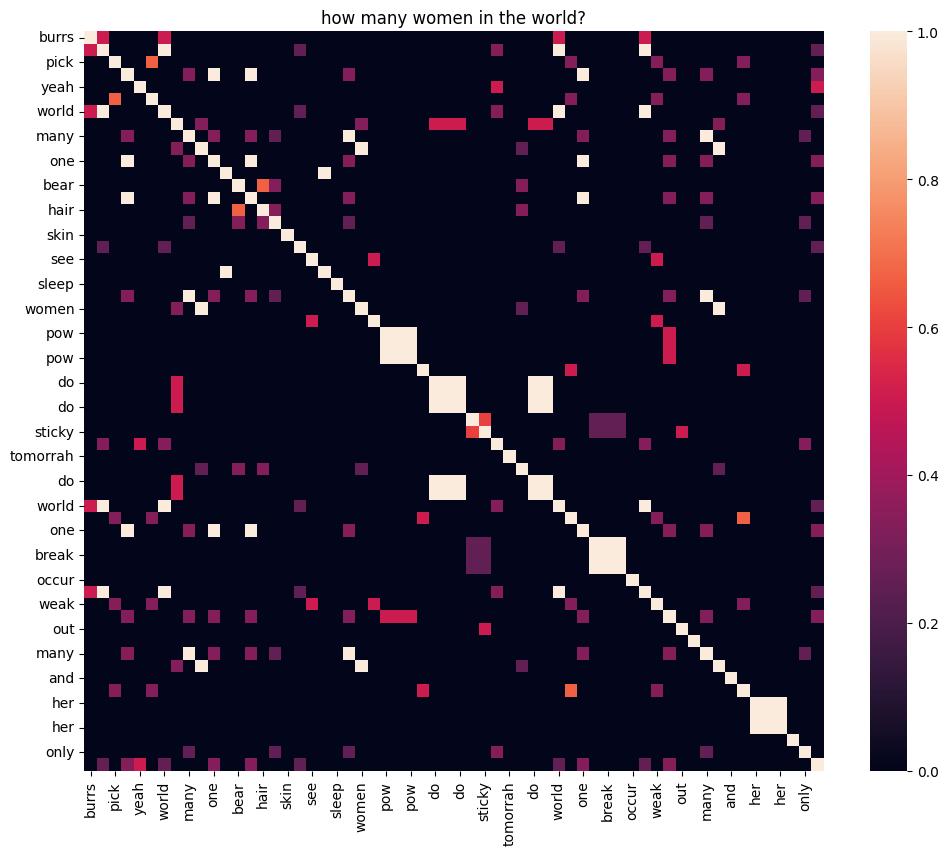 how many women in the world?
burrs
pick
yeah
world
many
one
bear
hair
skin
see
sleep
women
pow
pow
do
do
sticky
tomorrah
do
world
one
break
occur
weak
out
many
and
her
her
only
burrs
pick
yeah
world
many
one
bear
hair
skin
see
sleep
women
pow
pow
do
do
sticky
tomorrah
do
world
one
break
occur
weak
out
many
and
her
her
only
1.0
0.8
0.6
0.4
0.2
0.0